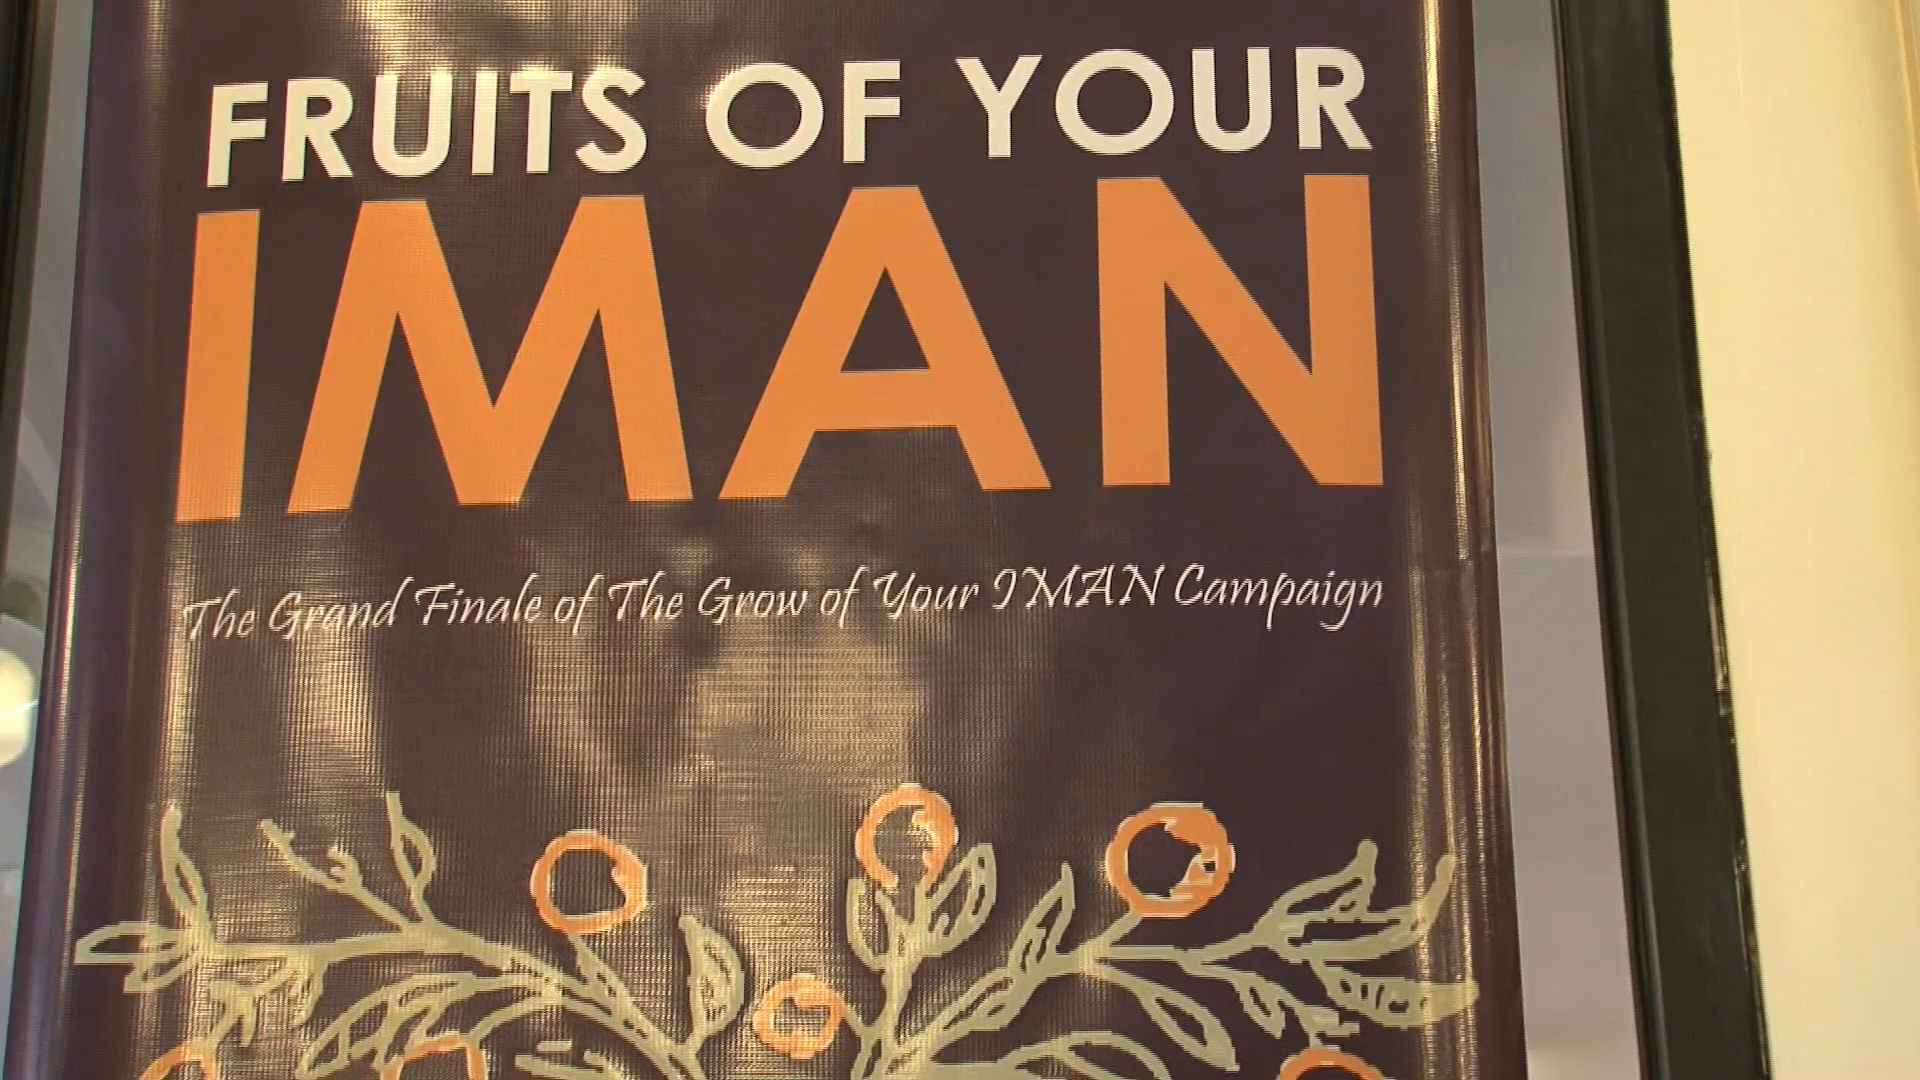 FRUITS OF YOUR
IMAN
The Grand Finale of The Grow of Your IMAN Campaign